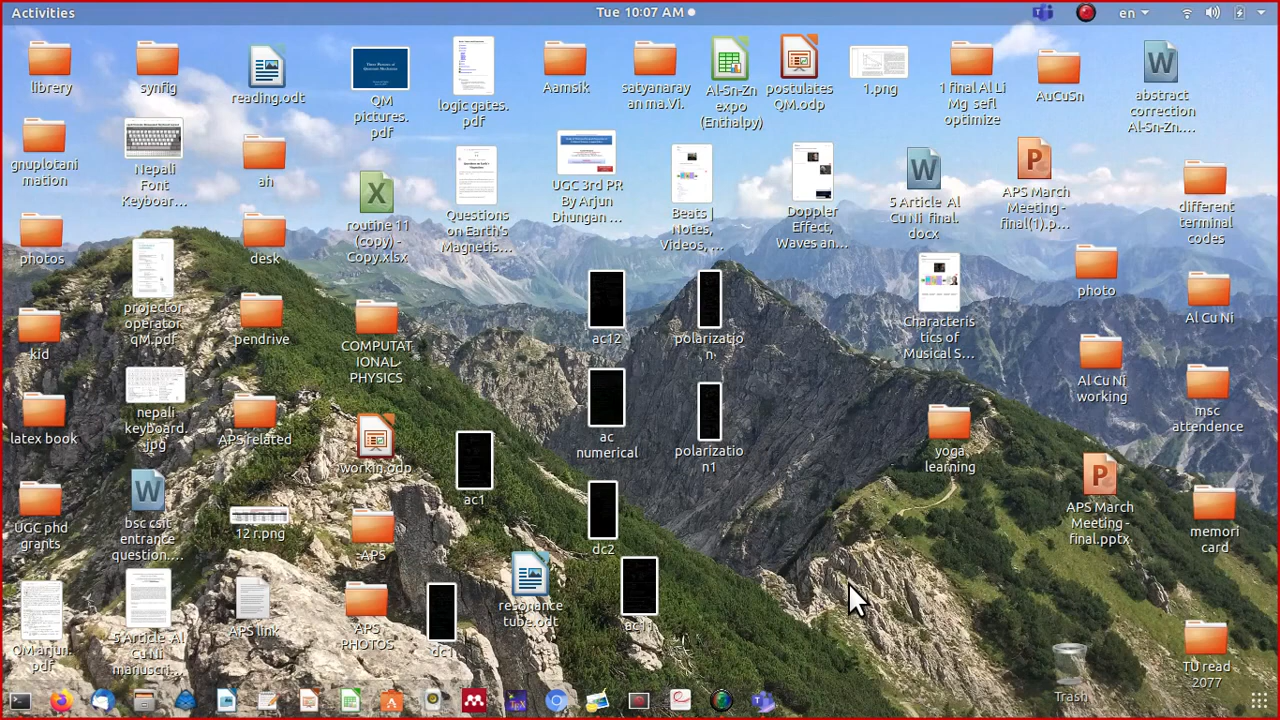 Activities
Tue 10:07 AM
en
librery
synfig
reading.odt
QM
pictures.
pdf
logic gates.
pdf
Aamsik
satyanaray
an ma.Vi.
Al-Sn-Zn
expo
(Enthalpy)
postulates
QM.odp
1.png
1 final Al Li
Mg sefl
optimize
AuCuSn
abstract
correction
Al-Sn-Zn....
gnuplotani
mation
Nepali
Font
Keyboar...
ah
routine 11
(copy) -
Copy.xlsx
Questions
on Earth's
Magnetis...
UGC 3rd PR
By Arjun
Dhungan ...
Beats |
Notes,
Videos, ...
Doppler
Effect,
Waves an...
5 Article Al
Cu Ni final.
docx
APS March
Meeting -
final(1).p...
different
terminal
codes
photos
projector
operator
qM.pdf
desk
photo
Al Cu Ni
kid
pendrive
COMPUTAT
IONAL
PHYSICS
ac12
polarizatio
n
Characteris
tics of
Musical S...
Al Cu Ni
working
msc
attendence
latex book
nepali
keyboard.
jpg
APS related
workin.odp
ac
numerical
polarizatio
n1
yoga
learning
UGC phd
grants
bsc csit
entrance
question....
12 r.png
APS
ac1
dc2
APS March
Meeting -
final.pptx
memori
card
QM arjun.
pdf
5 Article Al
Cu Ni
manuscri...
APS link
APS
PHOTOS
dc1
resonance
tube.odt
ac11
Trash
TU read
2077